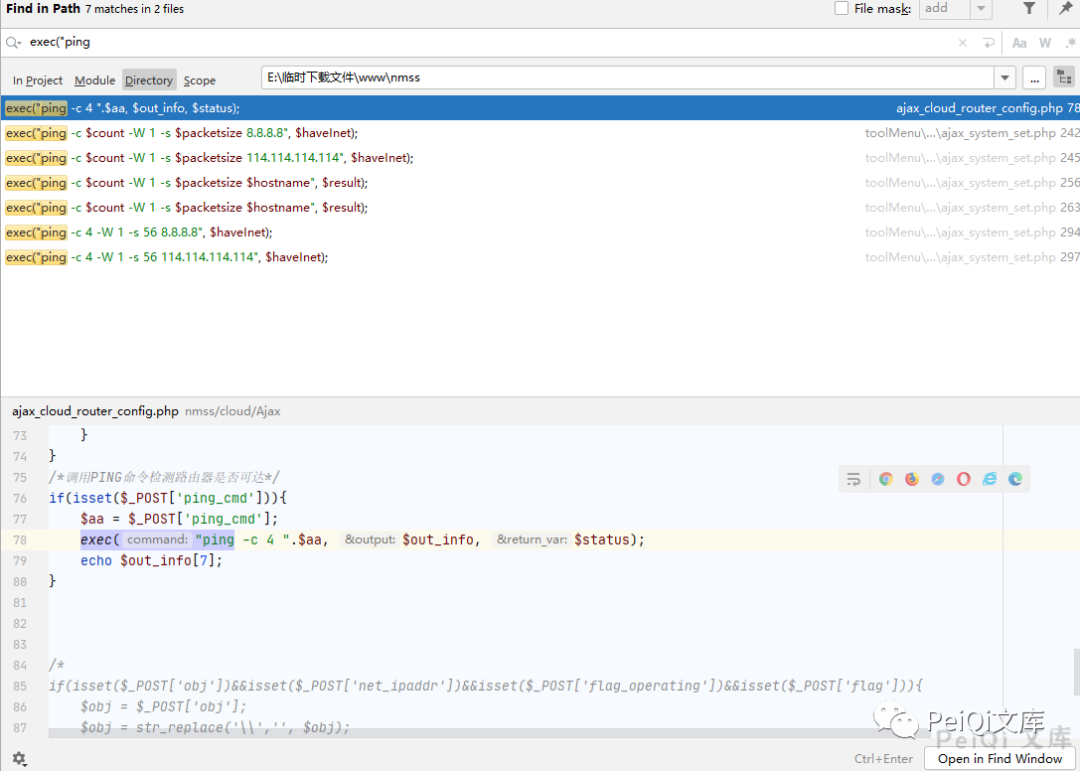 Find in Path 7 matches in 2 files File mask: add
exec("ping Aa W .*
In Project Module Directory Scope E:\临时下载文件\www\nmss ...
exec("ping -c 4 ".$aa, $out_info, $status); ajax_cloud_router_config.php 78
exec("ping -c $count -W 1 -s $packetsize 8.8.8.8", $haveInet); toolMenu\...\ajax_system_set.php 242
exec("ping -c $count -W 1 -s $packetsize 114.114.114.114", $haveInet); toolMenu\...\ajax_system_set.php 245
exec("ping -c $count -W 1 -s $packetsize $hostname", $result); toolMenu\...\ajax_system_set.php 256
exec("ping -c $count -W 1 -s $packetsize $hostname", $result); toolMenu\...\ajax_system_set.php 263
exec("ping -c 4 -W 1 -s 56 8.8.8.8", $haveInet); toolMenu\...\ajax_system_set.php 294
exec("ping -c 4 -W 1 -s 56 114.114.114.114", $haveInet); toolMenu\...\ajax_system_set.php 297
ajax_cloud_router_config.php nmss/cloud/Ajax
73 }
74 }
75 /*调用PING命令检测路由器是否可达*/
76 if(isset($_POST['ping_cmd'])){
77 $aa = $_POST['ping_cmd'];
78 exec( command: "ping -c 4 ".$aa, &output: $out_info, &return_var: $status);
79 echo $out_info[7];
80 }
81
82
83
84 /*
85 if(isset($_POST['obj'])&&isset($_POST['net_ipaddr'])&&isset($_POST['flag_operating'])&&isset($_POST['flag'])){
86 $obj = $_POST['obj'];
87 $obj = str_replace('\\','', $obj);
PeiQi文库
PeiQi 文库
Ctrl+Enter Open in Find Window